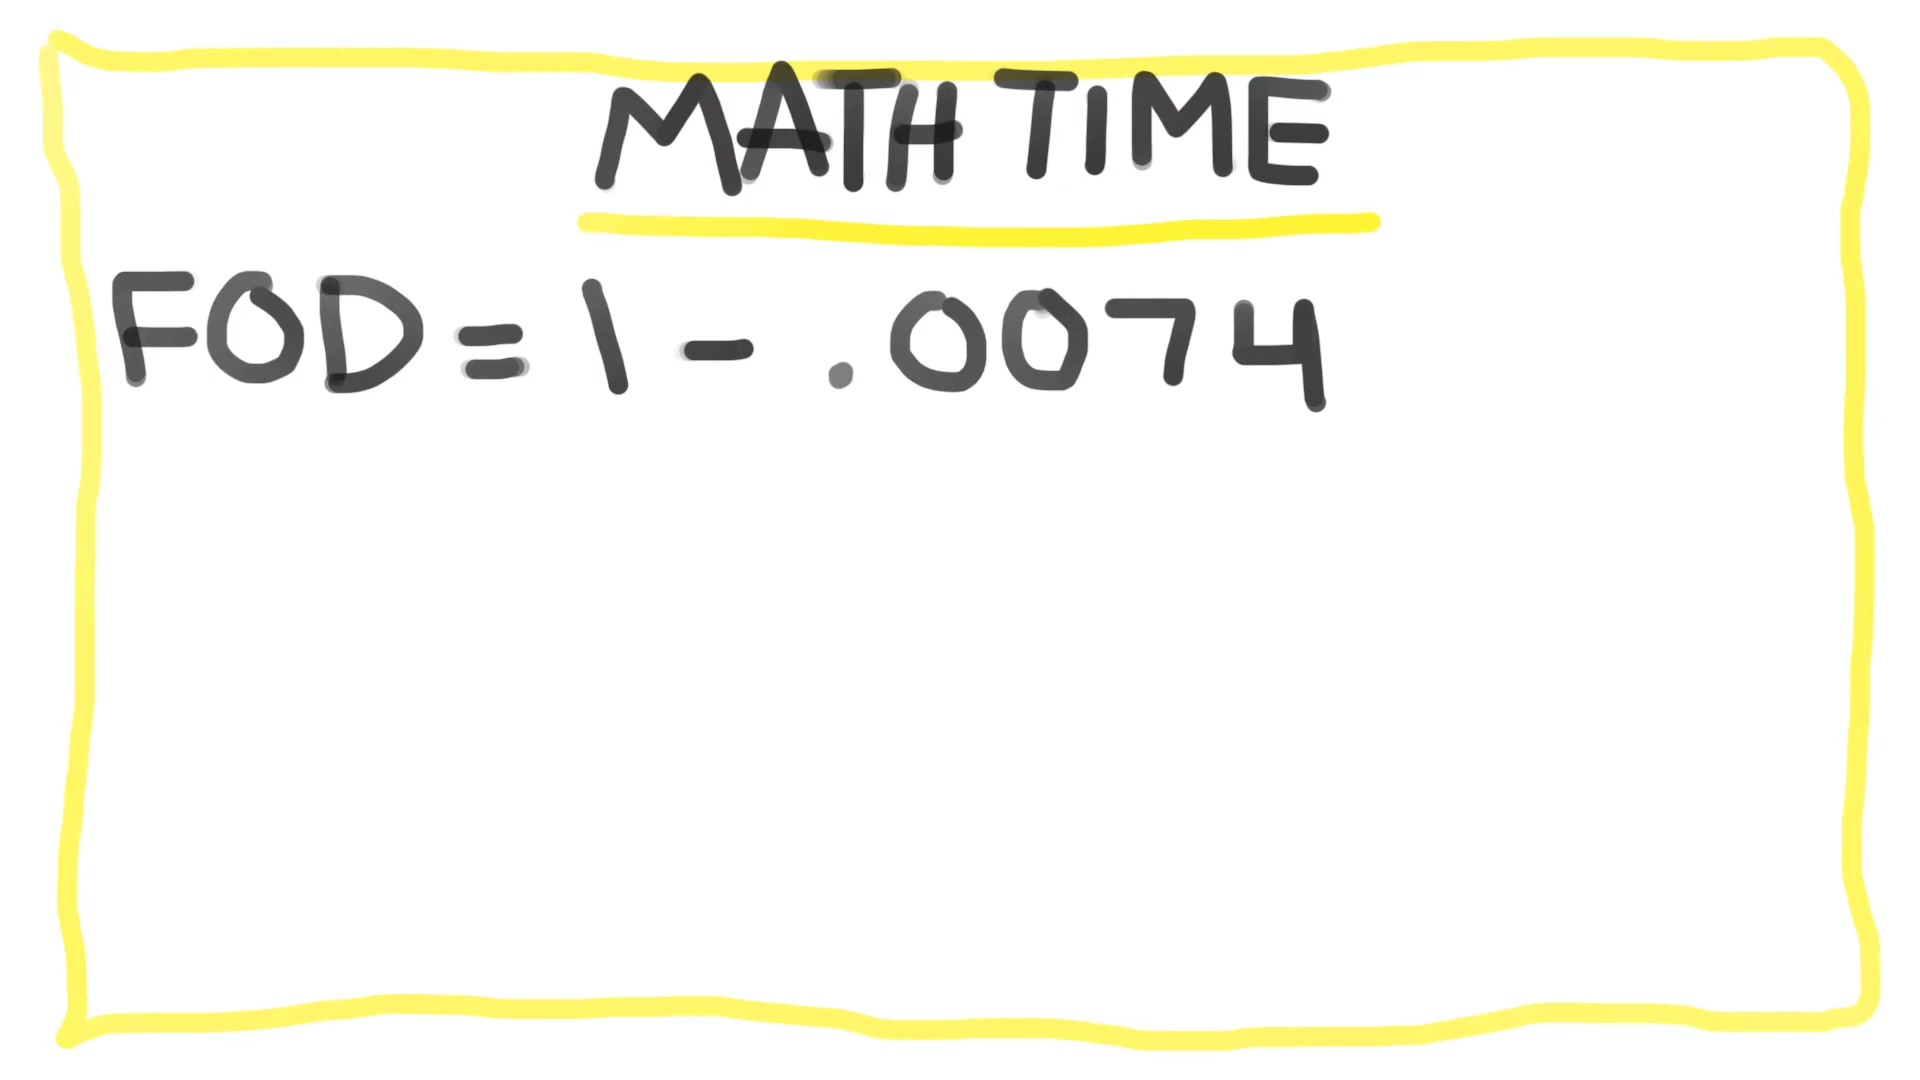 MATH TIME
FOD = 1 - .0074